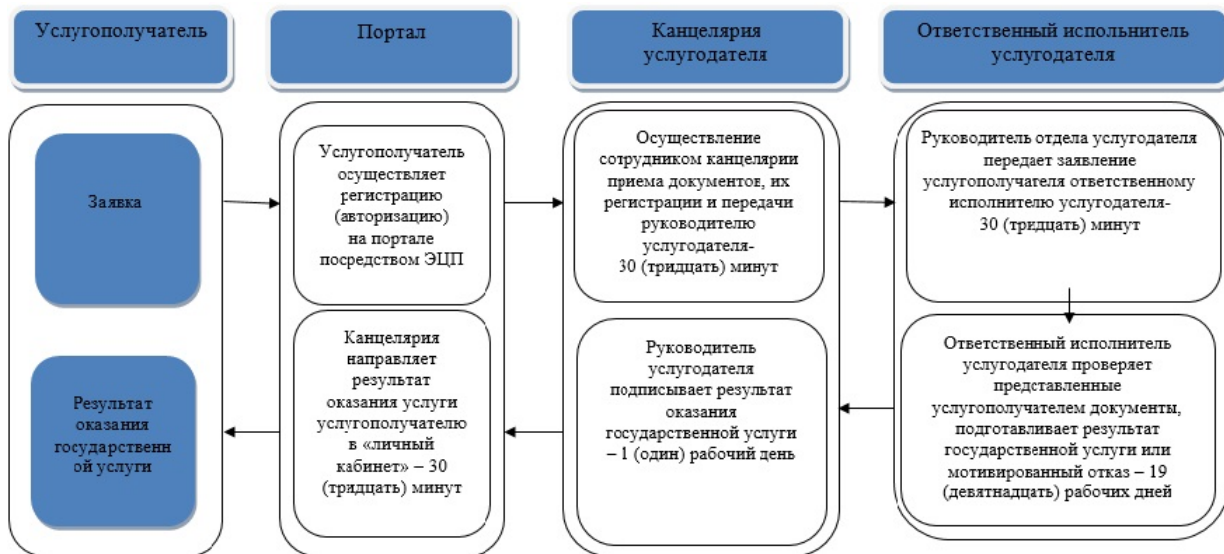 Услугополучатель
Портал
Канцелярия
услугодателя
Ответственный испольнитель
услугодателя
Заявка
Услугополучатель
осуществляет
регистрацию
(авторизацию)
на портале
посредством ЭЦП
Осуществление
сотрудником канцелярии
приема документов, их
регистрации и передачи
руководителю
услугодателя-
30 (тридцать) минут
Руководитель отдела услугодателя
передает заявление
услугополучателя ответственному
исполнителю услугодателя-
30 (тридцать) минут
Результат
оказания
государственн
ой услуги
Канцелярия
направляет
результат
оказания услуги
услугополучателю
в «личный
кабинет» – 30
(тридцать) минут
Руководитель
услугодателя
подписывает результат
оказания
государственной услуги
– 1 (один) рабочий день
Ответственный исполнитель
услугодателя проверяет
представленные
услугополучателем документы,
подготавливает результат
государственной услуги или
мотивированный отказ – 19
(девятнадцать) рабочих дней